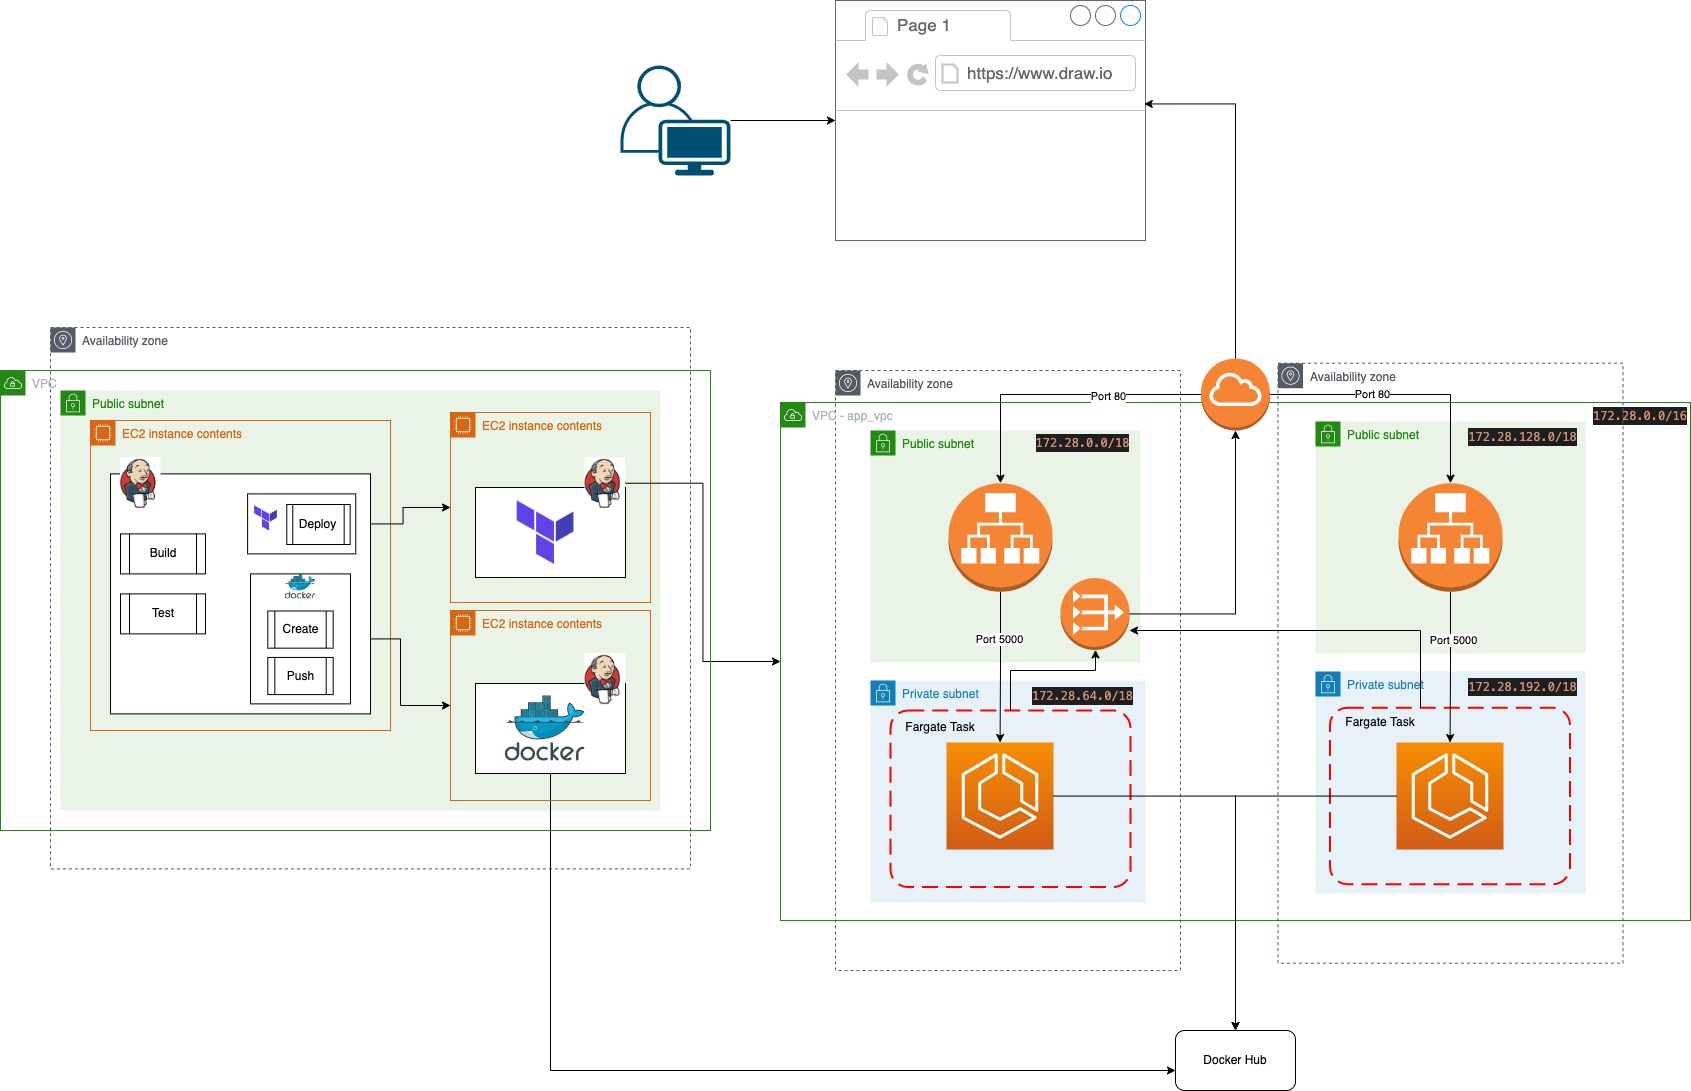 Page 1
https://www.draw.io
Availability zone
VPC
Public subnet
EC2 instance contents
Build
Test
Deploy
docker
Create
Push
EC2 instance contents
EC2 instance contents
docker
Availability zone
Availability zone
Port 80
Port 80
VPC - app_vpc
172.28.0.0/16
Public subnet
172.28.0.0/18
Public subnet
172.28.128.0/18
Port 5000
Port 5000
Private subnet
172.28.64.0/18
Private subnet
172.28.192.0/18
Fargate Task
Fargate Task
Docker Hub